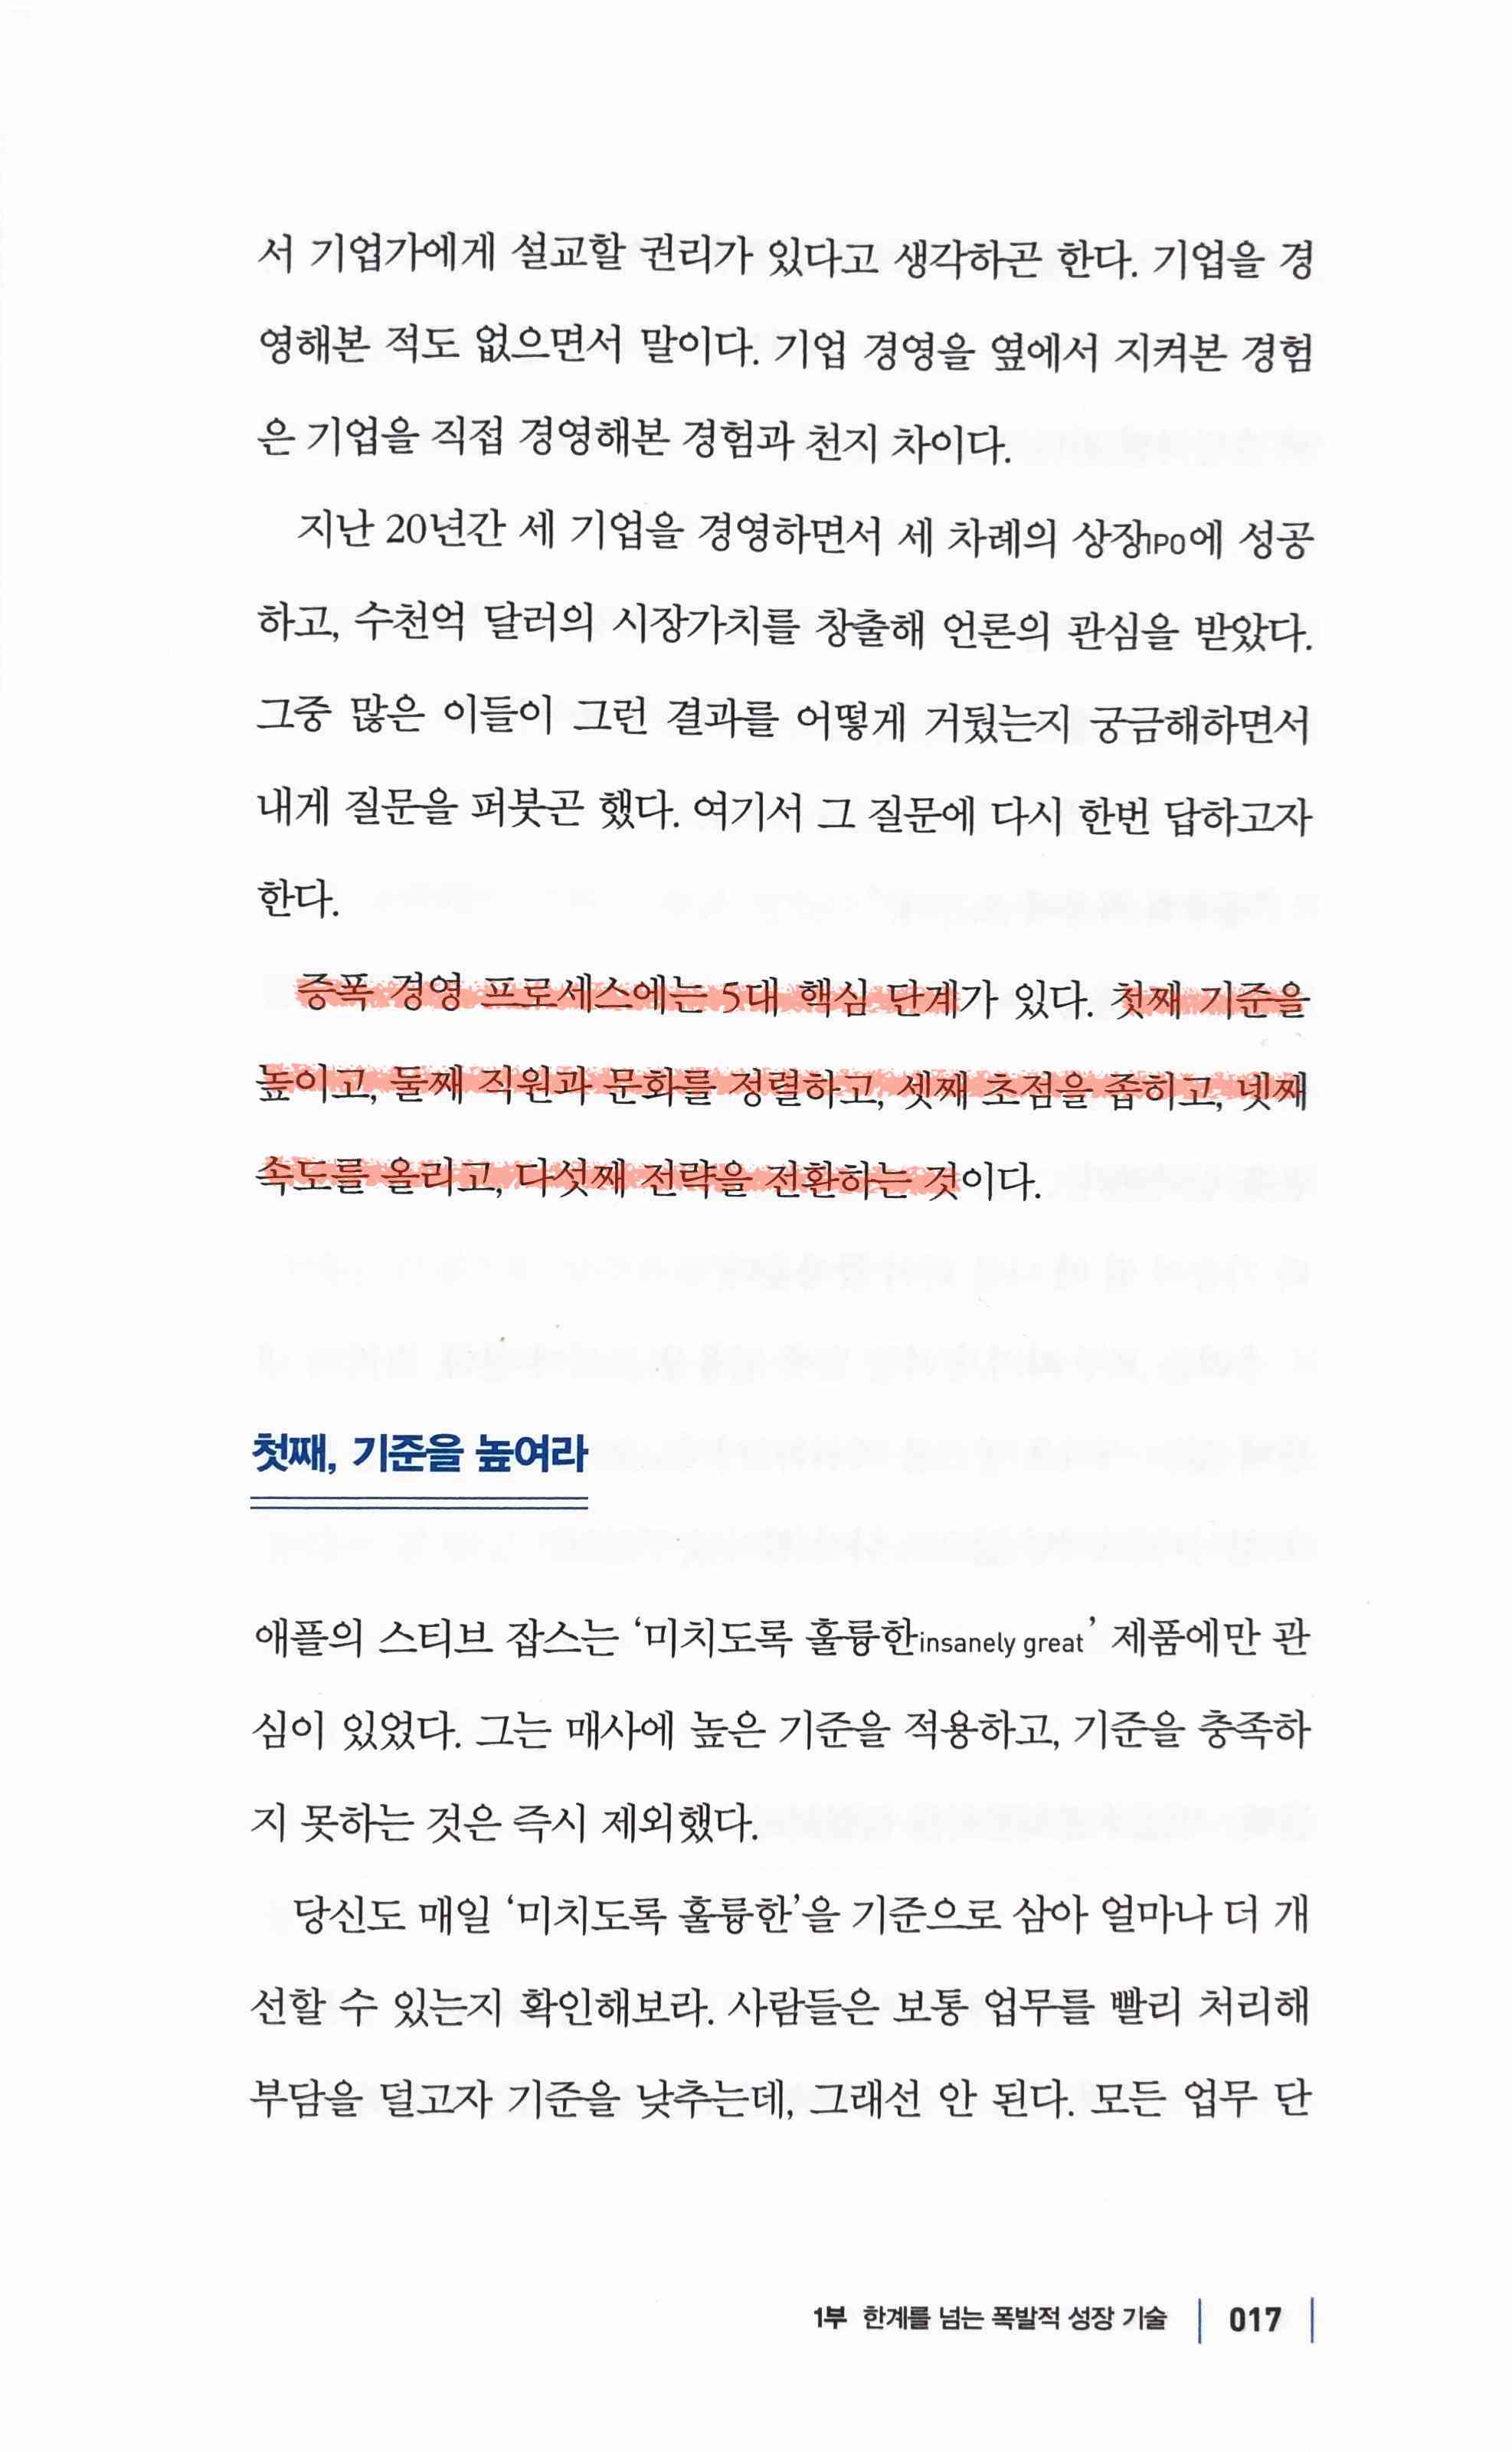 서 기업가에게 설교할 권리가 있다고 생각하곤 한다. 기업을 경
영해본 적도 없으면서 말이다. 기업 경영을 옆에서 지켜본 경험
은 기업을 직접 경영해본 경험과 천지 차이다.
지난 20년간 세 기업을 경영하면서 세 차례의 상장IPO에 성공
하고, 수천억 달러의 시장가치를 창출해 언론의 관심을 받았다.
그중 많은 이들이 그런 결과를 어떻게 거뒀는지 궁금해하면서
내게 질문을 퍼붓곤 했다. 여기서 그 질문에 다시 한번 답하고자
한다.
증폭 경영 프로세스에는 5대 핵심 단계가 있다. 첫째 기준을
높이고, 둘째 직원과 문화를 정렬하고, 셋째 초점을 좁히고, 넷째
속도를 올리고, 다섯째 전략을 전환하는 것이다.
첫째, 기준을 높여라
애플의 스티브 잡스는 ‘미치도록 훌륭한insanely great’ 제품에만 관
심이 있었다. 그는 매사에 높은 기준을 적용하고, 기준을 충족하
지 못하는 것은 즉시 제외했다.
당신도 매일 ‘미치도록 훌륭한’을 기준으로 삼아 얼마나 더 개
선할 수 있는지 확인해보라. 사람들은 보통 업무를 빨리 처리해
부담을 덜고자 기준을 낮추는데, 그래선 안 된다. 모든 업무 단
1부 한계를 넘는 폭발적 성장 기술 | 017 |